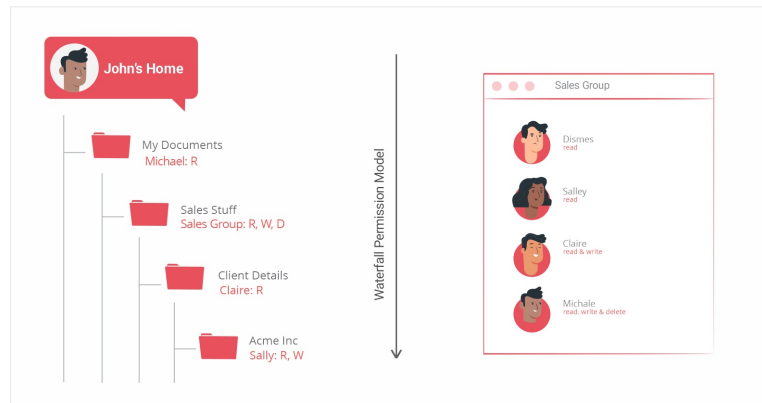 John's Home
My Documents
Michael: R
Sales Stuff
Sales Group: R, W, D
Client Details
Claire: R
Acme Inc
Sally: R, W
Waterfall Permission Model
Sales Group
Dismes
read
Salley
read
Claire
read & write
Michale
read, write & delete